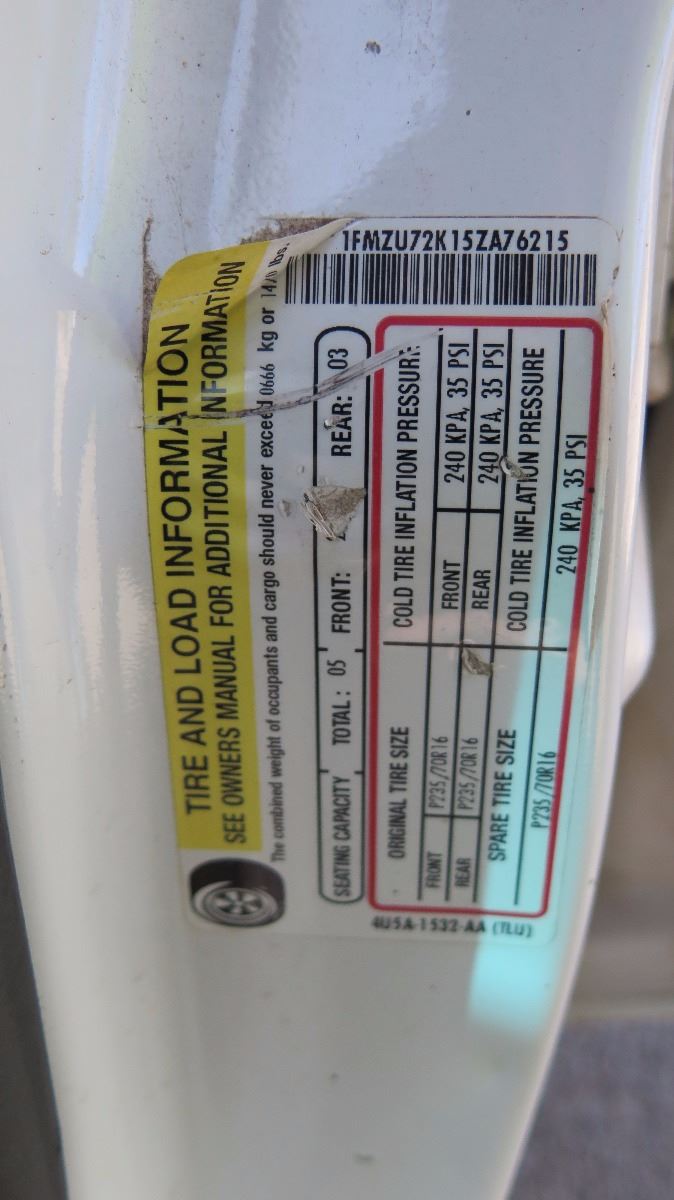 TIRE AND LOAD INFORMATION
SEE OWNERS MANUAL FOR ADDITIONAL INFORMATION
The combined weight of occupants and cargo should never exceed 0666 kg or lbs.
SEATING CAPACITY TOTAL: 05 FRONT: REAR: 03
ORIGINAL TIRE SIZE COLD TIRE INFLATION PRESSURE
FRONT P235/70R16 FRONT 240 KPA, 35 PSI
REAR P235/70R16 REAR 240 KPA, 35 PSI
SPARE TIRE SIZE COLD TIRE INFLATION PRESSURE
P235/70R16 240 KPA, 35 PSI
4U5A-1532-AA (TLU)
1FMZU72K15ZA76215